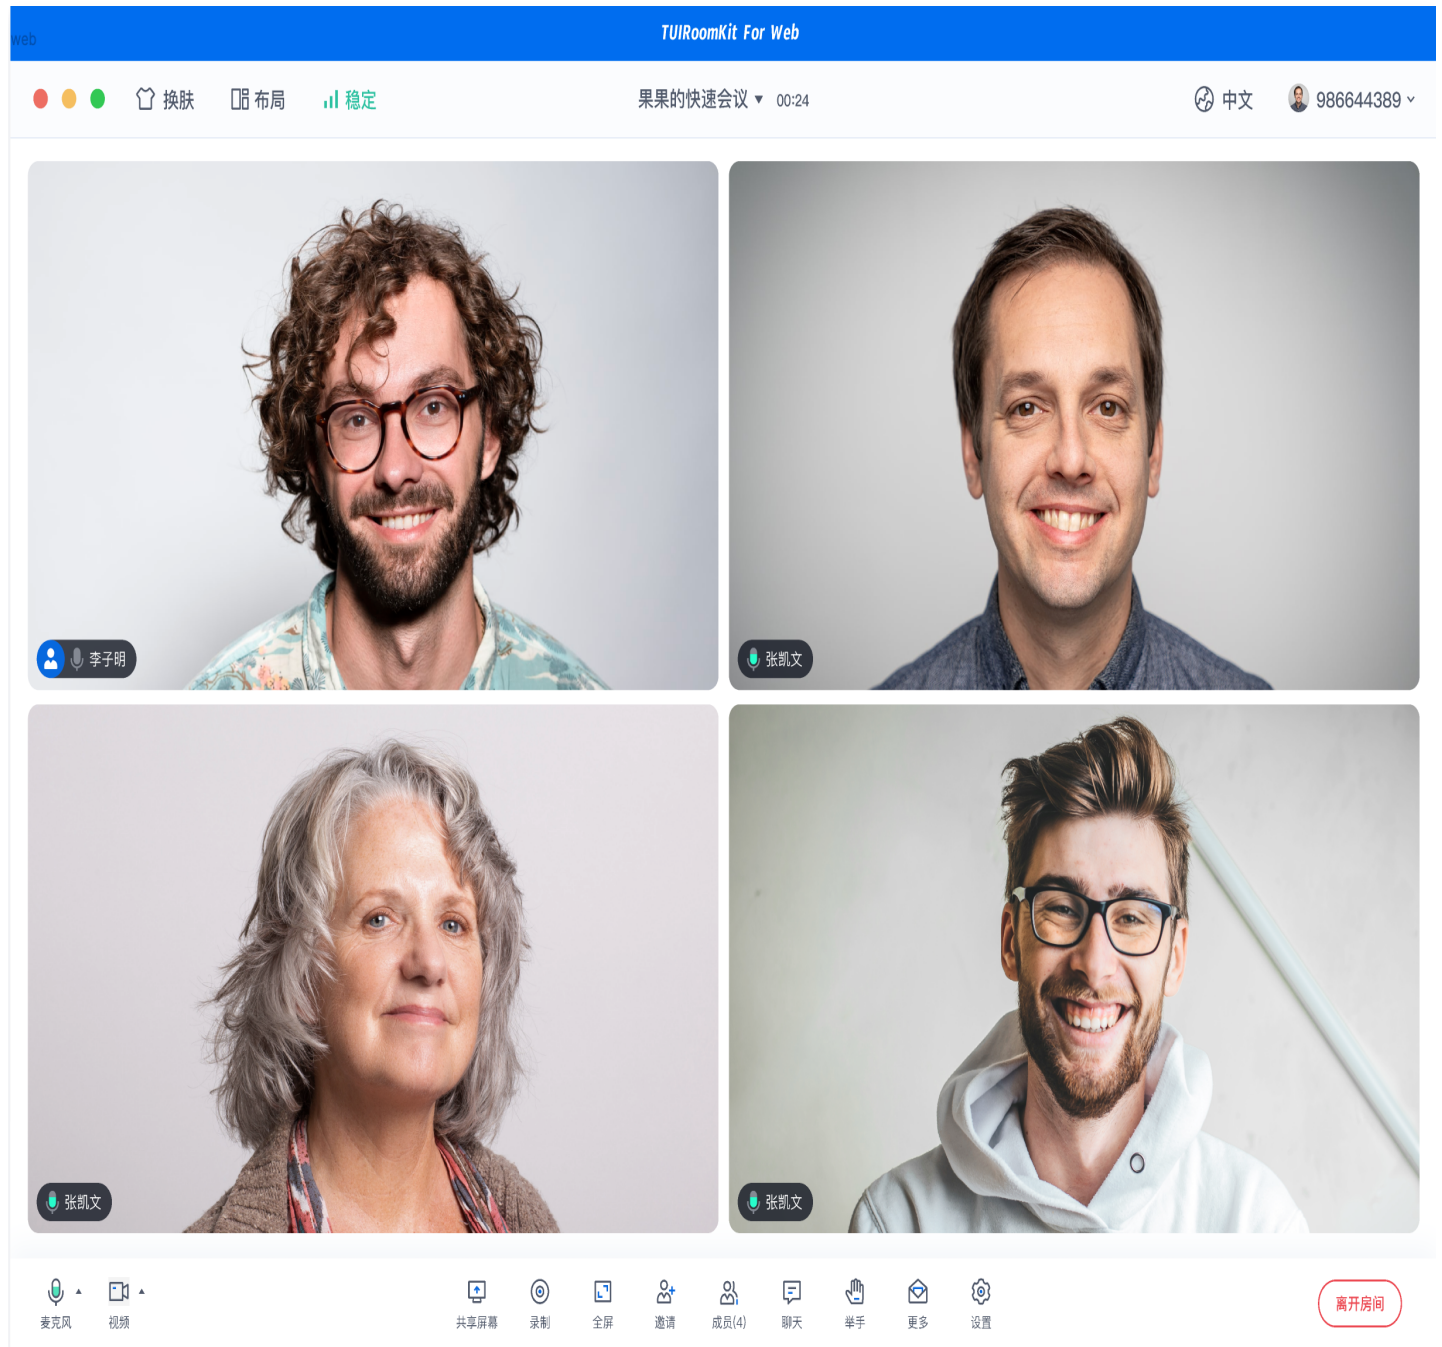 TUIRoomKit For Web
web
换肤 布局 稳定 果果的快速会议 00:24 中文 986644389
李子明
张凯文
张凯文
张凯文
麦克风 视频 共享屏幕 录制 全屏 邀请 成员(4) 聊天 举手 更多 设置 离开房间